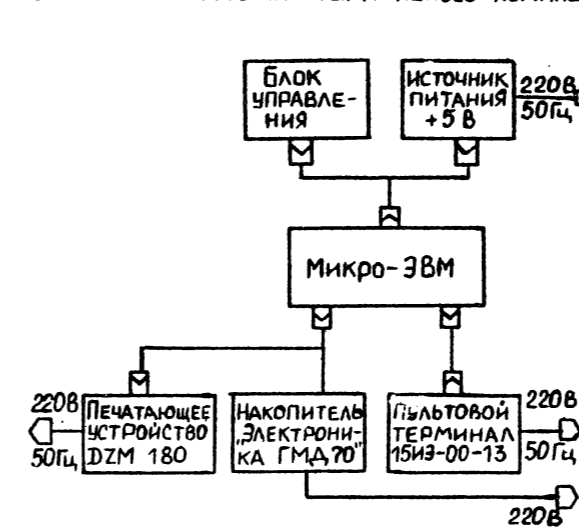 БЛОК
УПРАВЛЕ-
НИЯ
ИСТОЧНИК
ПИТАНИЯ
+5 В
220В
50Гц
Микро-ЭВМ
220В
50Гц
ПЕЧАТАЮЩЕЕ
УСТРОЙСТВО
DZM 180
НАКОПИТЕЛЬ
„ЭЛЕКТРОНИ-
КА ГМД70"
ПУЛЬТОВОЙ
ТЕРМИНАЛ
15ИЭ-00-13
220В
50Гц
220В